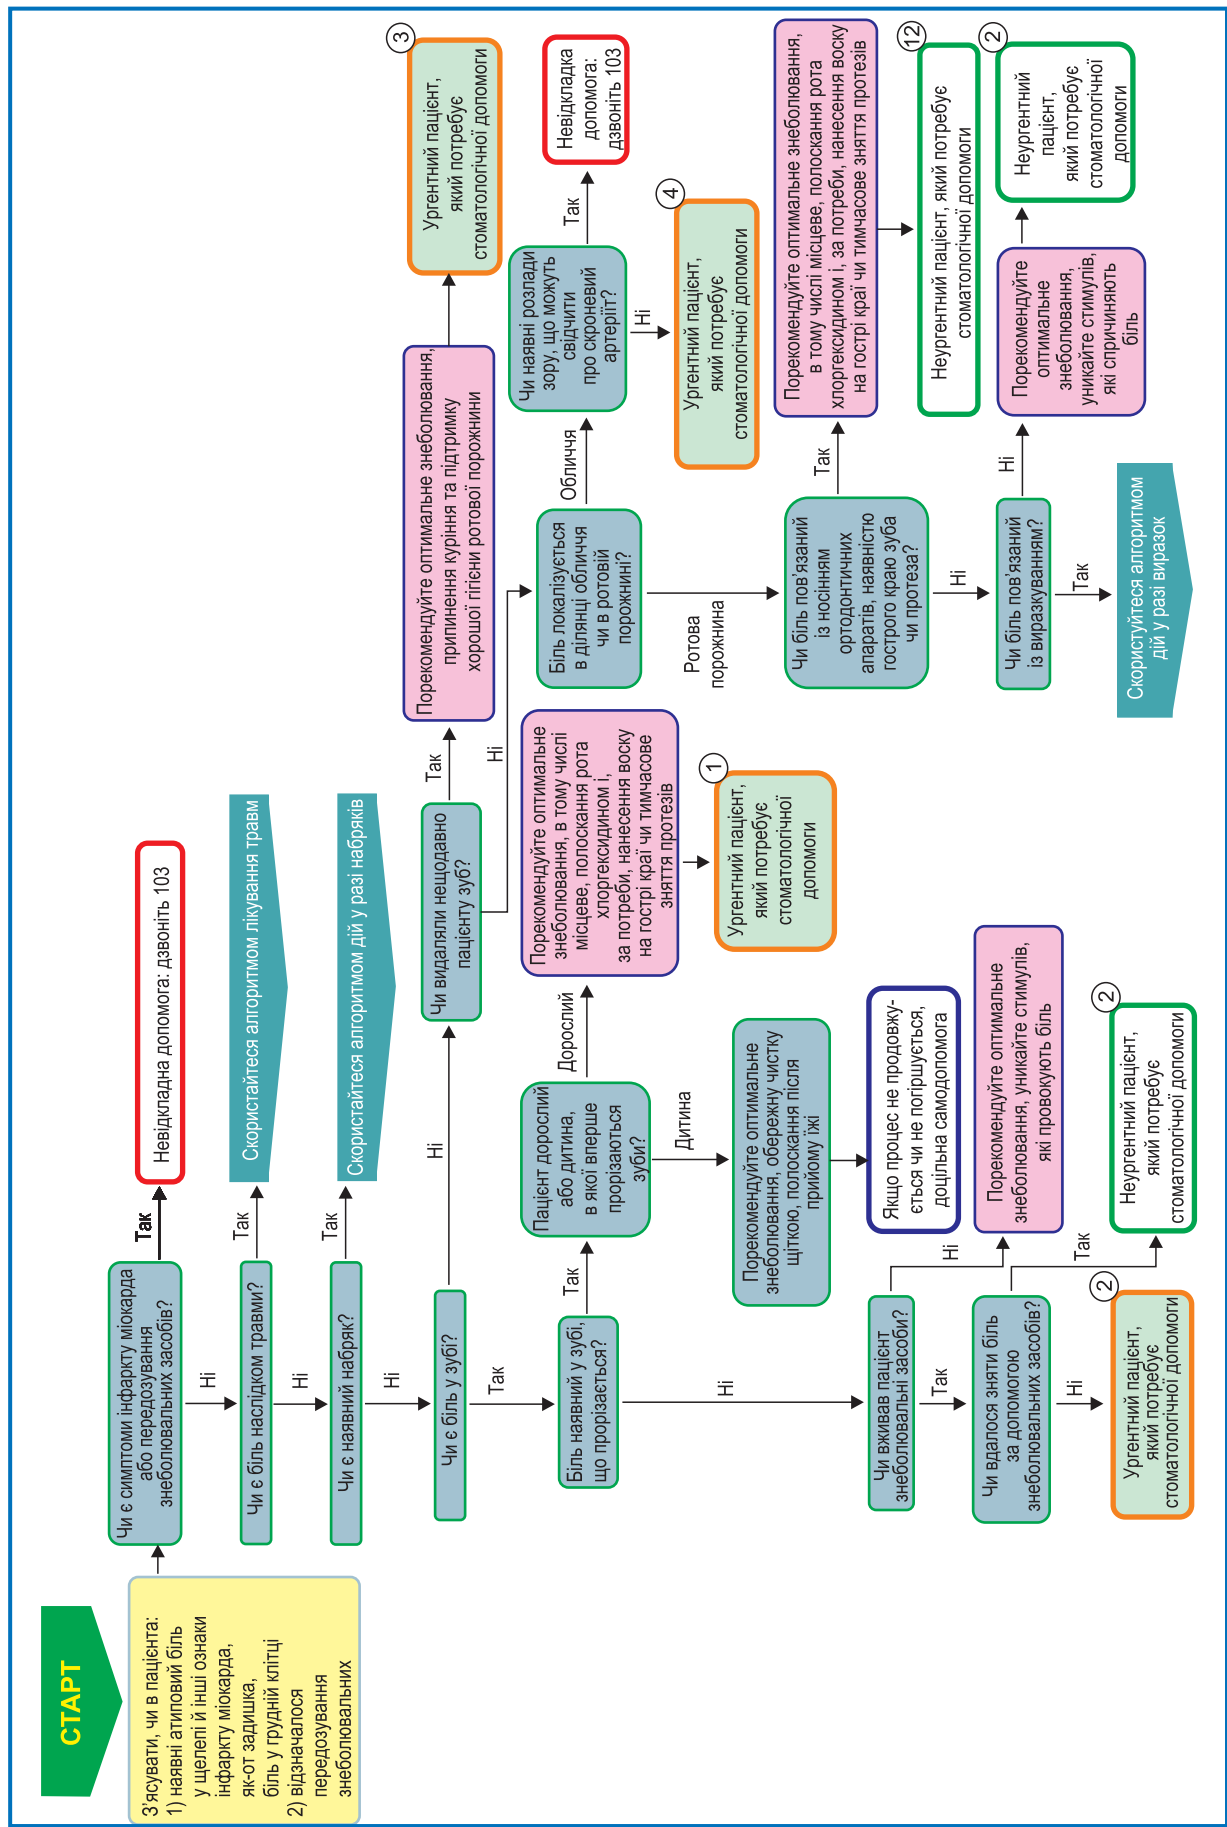 СТАРТ
З’ясувати, чи в пацієнта:
1) наявні атиповий біль
у щелепі й інші ознаки
інфаркту міокарда,
як-от задишка,
біль у грудній клітці
2) відзначалося
передозування
знеболювальних
Чи є симптоми інфаркту міокарда
або передозування
знеболювальних засобів?
Так
Невідкладна допомога: дзвоніть 103
Ні
Чи є біль наслідком травми?
Так
Скористайтеся алгоритмом лікування травм
Ні
Чи є наявний набряк?
Так
Скористайтеся алгоритмом дій у разі набряків
Ні
Чи є біль у зубі?
Ні
Чи видаляли нещодавно
пацієнту зуб?
Так
Порекомендуйте оптимальне знеболювання,
припинення куріння та підтримку
хорошої гігієни ротової порожнини
3
Ургентний пацієнт,
який потребує
стоматологічної допомоги
Ні
Біль локалізується
в ділянці обличчя
чи в ротовій
порожнині?
Обличчя
Чи наявні розлади
зору, що можуть
свідчити
про скроневий
артеріїт?
Так
Невідкладка
допомога:
дзвоніть 103
Ні
4
Ургентний пацієнт,
який потребує
стоматологічної допомоги
Ротова
порожнина
Чи біль пов’язаний
із носінням
ортодонтичних
апаратів, наявністю
гострого краю зуба
чи протеза?
Так
Порекомендуйте оптимальне знеболювання,
в тому числі місцеве, полоскання рота
хлоргексидином і, за потреби, нанесення воску
на гострі краї чи тимчасове зняття протезів
12
Неургентний пацієнт, який потребує
стоматологічної допомоги
Ні
Чи біль пов’язаний
із виразкуванням?
Ні
Порекомендуйте
оптимальне
знеболювання,
уникайте стимулів,
які спричиняють
біль
2
Неургентний
пацієнт,
який потребує
стоматологічної
допомоги
Так
Скористуйтеся алгоритмом
дій у разі виразок
Так
Біль наявний у зубі,
що прорізається?
Так
Пацієнт дорослий
або дитина,
в якої вперше
прорізаються
зуби?
Дорослий
Порекомендуйте оптимальне
знеболювання, в тому числі
місцеве, полоскання рота
хлоргексидином і,
за потреби, нанесення воску
на гострі краї чи тимчасове
зняття протезів
1
Ургентний пацієнт,
який потребує
стоматологічної
допомоги
Дитина
Порекомендуйте оптимальне
знеболювання, обережну чистку
щіткою, полоскання після
прийому їжі
Якщо процес не продовжу-
ється чи не погіршується,
доцільна самодопомога
Ні
Чи вживав пацієнт
знеболювальні засоби?
Ні
Порекомендуйте оптимальне
знеболювання, уникайте стимулів,
які провокують біль
Так
Чи вдалося зняти біль
за допомогою
знеболювальних засобів?
Так
2
Неургентний пацієнт,
який потребує
стоматологічної допомоги
Ні
2
Ургентний пацієнт,
який потребує
стоматологічної допомоги